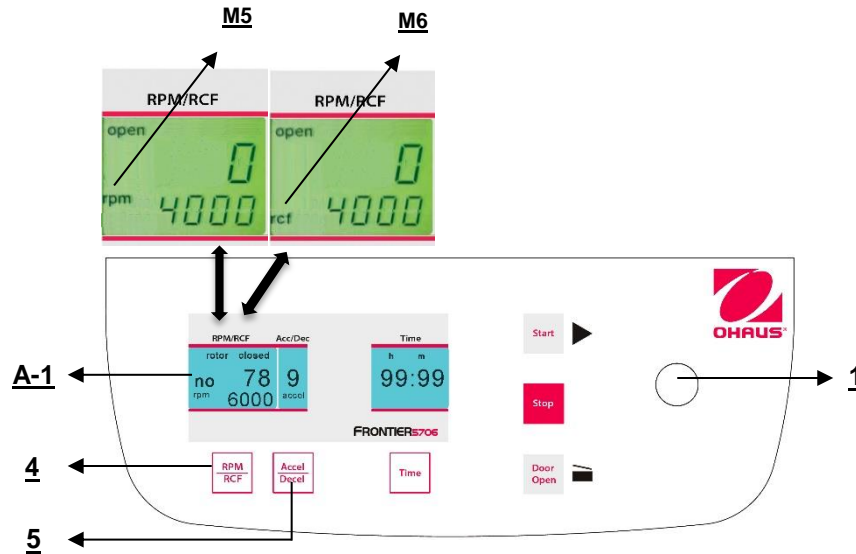 M5
M6
RPM/RCF
RPM/RCF
open
0
rpm
4000
open
0
rcf
4000
OHAUS
RPM/RCF Acc/Dec
rotor closed
no 78 9
rpm 6000 accel
Time
h m
99:99
FRONTIER5706
Start
Stop
Door
Open
A-1
1
4
RPM
RCF
Accel
Decel
Time
5